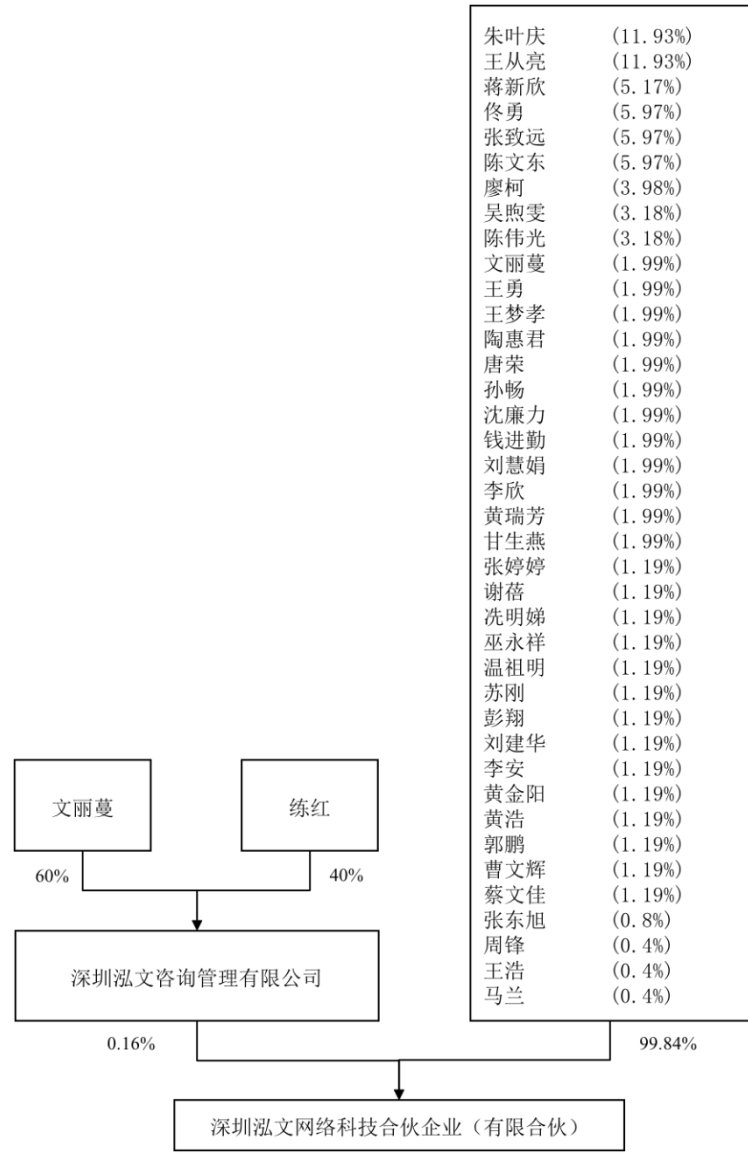 朱叶庆 (11.93%)
王从亮 (11.93%)
蒋新欣 (5.17%)
佟勇 (5.97%)
张致远 (5.97%)
陈文东 (5.97%)
廖柯 (3.98%)
吴煦雯 (3.18%)
陈伟光 (3.18%)
文丽蔓 (1.99%)
王勇 (1.99%)
王梦孝 (1.99%)
陶惠君 (1.99%)
唐荣 (1.99%)
孙畅 (1.99%)
沈廉力 (1.99%)
钱进勤 (1.99%)
刘慧娟 (1.99%)
李欣 (1.99%)
黄瑞芳 (1.99%)
甘生燕 (1.99%)
张婷婷 (1.19%)
谢蓓 (1.19%)
冼明娣 (1.19%)
巫永祥 (1.19%)
温祖明 (1.19%)
苏刚 (1.19%)
彭翔 (1.19%)
刘建华 (1.19%)
李安 (1.19%)
黄金阳 (1.19%)
黄浩 (1.19%)
郭鹏 (1.19%)
曹文辉 (1.19%)
蔡文佳 (1.19%)
张东旭 (0.8%)
周锋 (0.4%)
王浩 (0.4%)
马兰 (0.4%)
文丽蔓
练红
60%
40%
深圳泓文咨询管理有限公司
0.16%
99.84%
深圳泓文网络科技合伙企业（有限合伙）